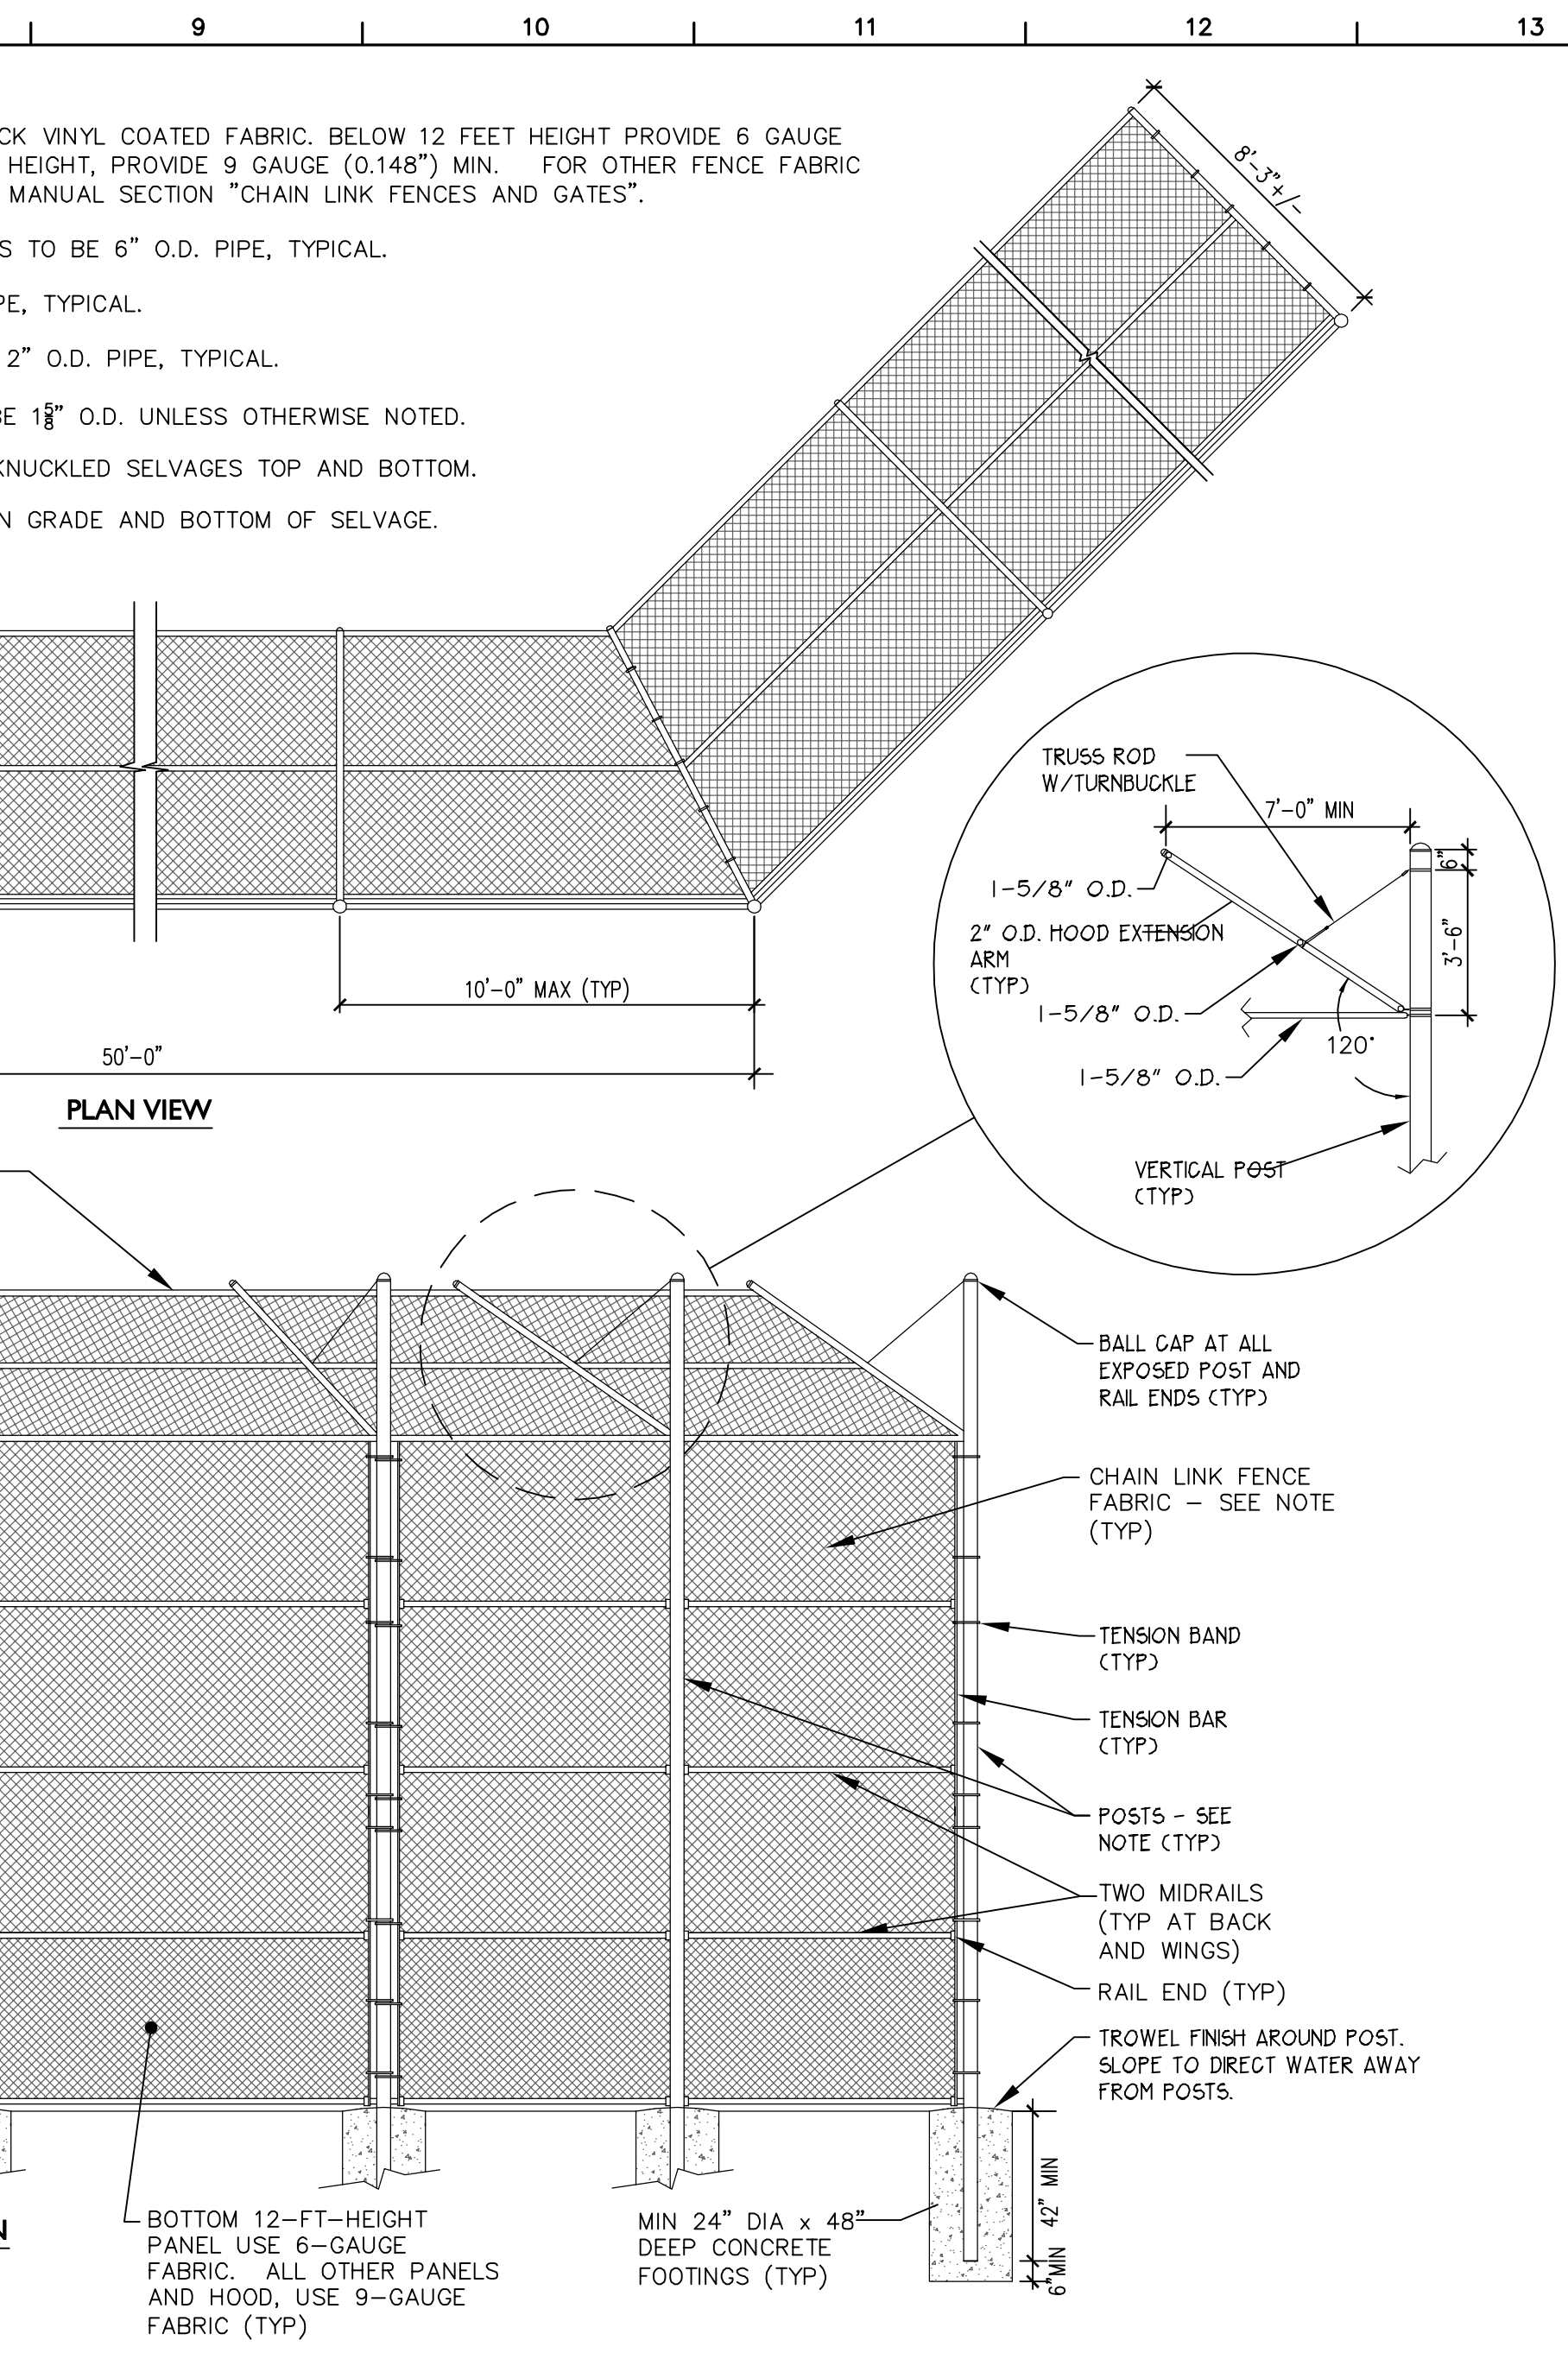 9 10 11 12 13
CK VINYL COATED FABRIC. BELOW 12 FEET HEIGHT PROVIDE 6 GAUGE
HEIGHT, PROVIDE 9 GAUGE (0.148") MIN. FOR OTHER FENCE FABRIC
MANUAL SECTION "CHAIN LINK FENCES AND GATES".
S TO BE 6" O.D. PIPE, TYPICAL.
PE, TYPICAL.
2" O.D. PIPE, TYPICAL.
BE 1⅝" O.D. UNLESS OTHERWISE NOTED.
KNUCKLED SELVAGES TOP AND BOTTOM.
N GRADE AND BOTTOM OF SELVAGE.
8'-3"+/-
TRUSS ROD
W/TURNBUCKLE
7'-0" MIN
6"
1-5/8" O.D.
2" O.D. HOOD EXTENSION
ARM
(TYP)
3'-6"
1-5/8" O.D.
120°
1-5/8" O.D.
VERTICAL POST
(TYP)
10'-0" MAX (TYP)
50'-0"
PLAN VIEW
BALL CAP AT ALL
EXPOSED POST AND
RAIL ENDS (TYP)
CHAIN LINK FENCE
FABRIC - SEE NOTE
(TYP)
TENSION BAND
(TYP)
TENSION BAR
(TYP)
POSTS - SEE
NOTE (TYP)
TWO MIDRAILS
(TYP AT BACK
AND WINGS)
RAIL END (TYP)
TROWEL FINISH AROUND POST.
SLOPE TO DIRECT WATER AWAY
FROM POSTS.
42" MIN
6"MIN
N
BOTTOM 12-FT-HEIGHT
PANEL USE 6-GAUGE
FABRIC. ALL OTHER PANELS
AND HOOD, USE 9-GAUGE
FABRIC (TYP)
MIN 24" DIA x 48"
DEEP CONCRETE
FOOTINGS (TYP)